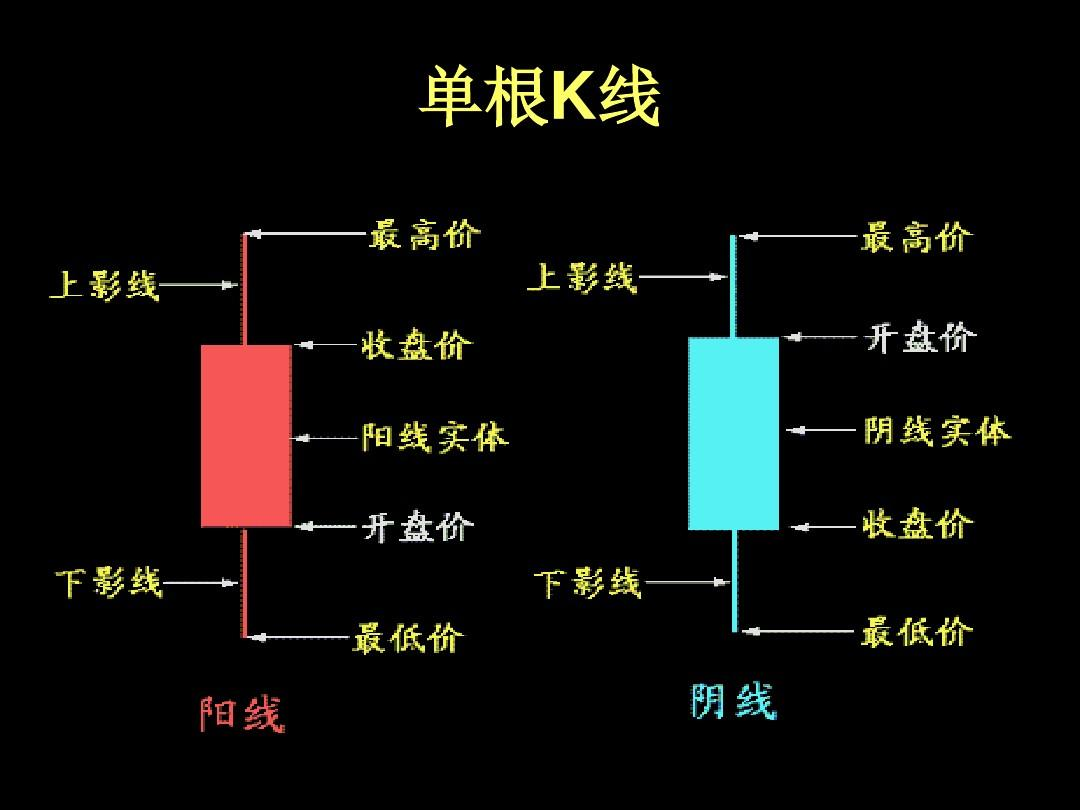 单根K线
最高价
上影线
收盘价
阳线实体
开盘价
下影线
最低价
阳线
最高价
上影线
开盘价
阴线实体
收盘价
下影线
最低价
阴线